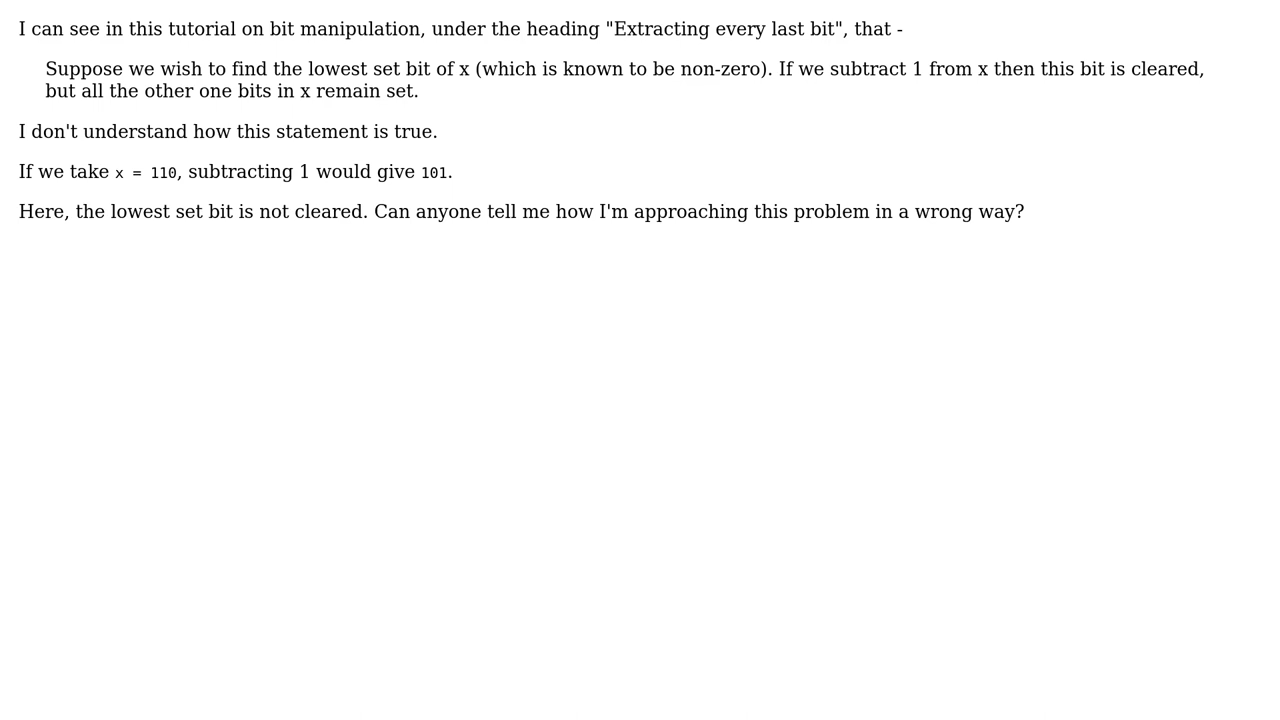 I can see in this tutorial on bit manipulation, under the heading "Extracting every last bit", that -
Suppose we wish to find the lowest set bit of x (which is known to be non-zero). If we subtract 1 from x then this bit is cleared,
but all the other one bits in x remain set.
I don't understand how this statement is true.
If we take x = 110, subtracting 1 would give 101.
Here, the lowest set bit is not cleared. Can anyone tell me how I'm approaching this problem in a wrong way?